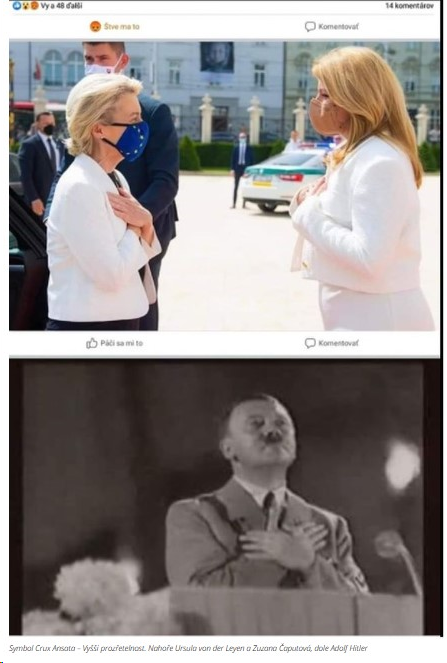 Vy a 48 ďalší
14 komentárov
Štve ma to
Komentovať
Páči sa mi to
Komentovať
Symbol Crux Ansata – Vyšší prozřetelnost. Nahoře Ursula von der Leyen a Zuzana Čaputová, dole Adolf Hitler